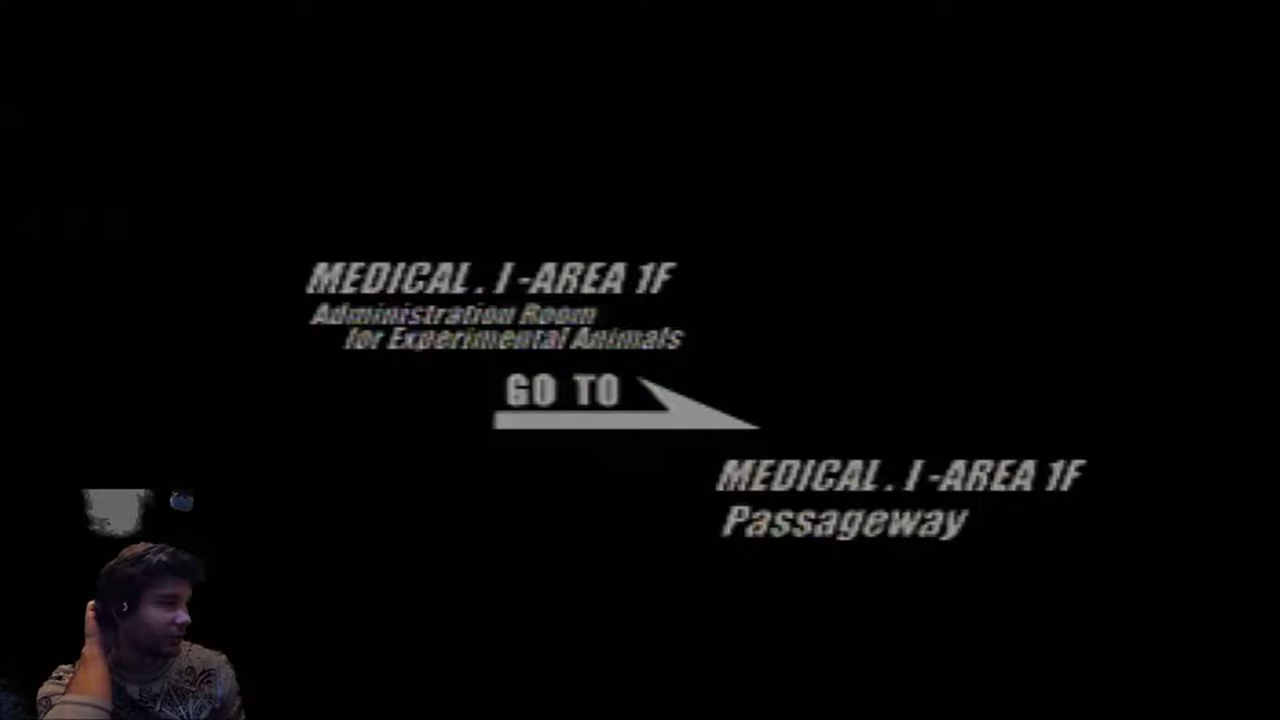 MEDICAL . I -AREA 1F
Administration Room
for Experimental Animals
GO TO
MEDICAL . I -AREA 1F
Passageway